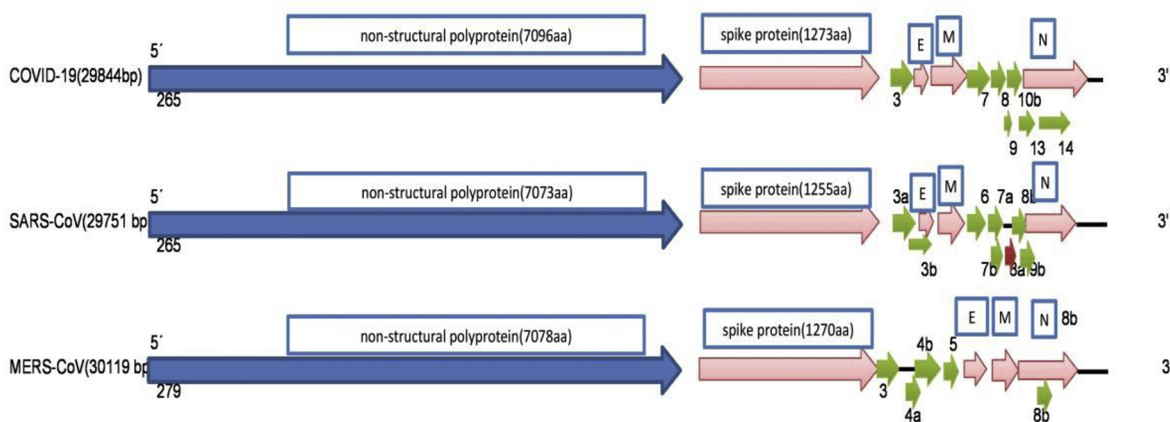 non-structural polyprotein(7096aa)
spike protein(1273aa)
E
M
N
5´
COVID-19(29844bp)
3'
265
3
7
8
10b
9
13
14
non-structural polyprotein(7073aa)
spike protein(1255aa)
E
M
N
5´
3a
6
7a
8b
SARS-CoV(29751 bp
3'
265
3b
7b
8a
9b
non-structural polyprotein(7078aa)
spike protein(1270aa)
E
M
N
8b
5´
4b
5
MERS-CoV(30119 bp
3
279
3
4a
8b